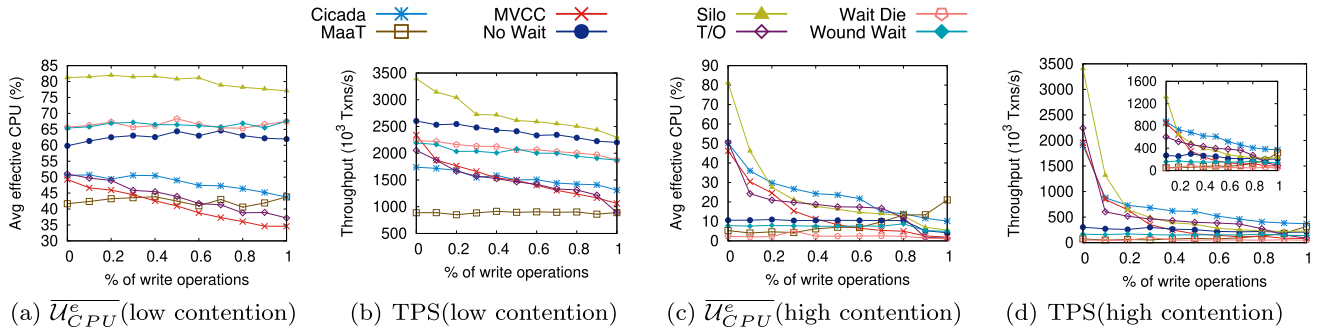 Cicada MVCC Silo Wait Die
MaaT No Wait T/O Wound Wait
Avg effective CPU (%)
85
80
75
70
65
60
55
50
45
40
35
30
0 0.2 0.4 0.6 0.8 1
% of write operations
Throughput (10³ Txns/s)
3500
3000
2500
2000
1500
1000
500
0 0.2 0.4 0.6 0.8 1
% of write operations
Avg effective CPU (%)
90
80
70
60
50
40
30
20
10
0
0 0.2 0.4 0.6 0.8 1
% of write operations
Throughput (10³ Txns/s)
3500
3000
2500
2000
1500
1000
500
0
0 0.2 0.4 0.6 0.8 1
% of write operations
1600
1200
800
400
0
0.2 0.4 0.6 0.8 1
(a) U^e_CPU(low contention) (b) TPS(low contention) (c) U^e_CPU(high contention) (d) TPS(high contention)